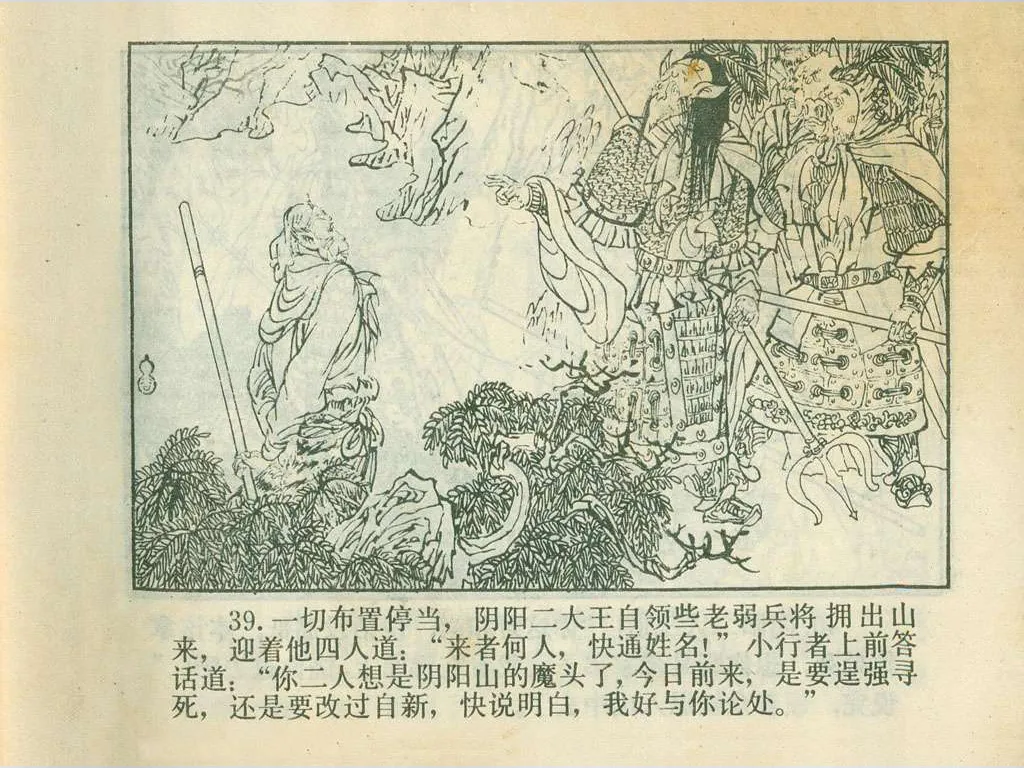 39. 一切布置停当，阴阳二大王自领些老弱兵将拥出山
来，迎着他四人道：“来者何人，快通姓名！”小行者上前答
话道：“你二人想是阴阳山的魔头了，今日前来，是要逞强寻
死，还是要改过自新，快说明白，我好与你论处。”